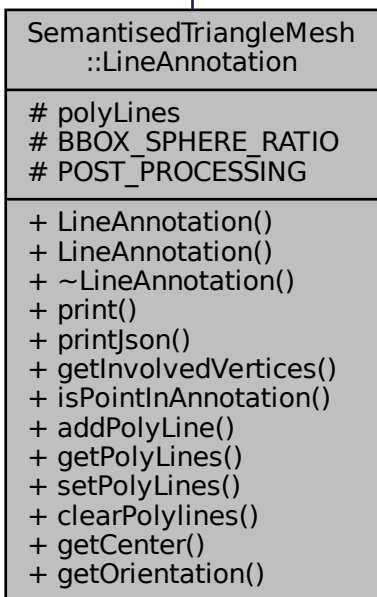 SemantisedTriangleMesh
::LineAnnotation
# polyLines
# BBOX_SPHERE_RATIO
# POST_PROCESSING
+ LineAnnotation()
+ LineAnnotation()
+ ~LineAnnotation()
+ print()
+ printJson()
+ getInvolvedVertices()
+ isPointInAnnotation()
+ addPolyLine()
+ getPolyLines()
+ setPolyLines()
+ clearPolylines()
+ getCenter()
+ getOrientation()